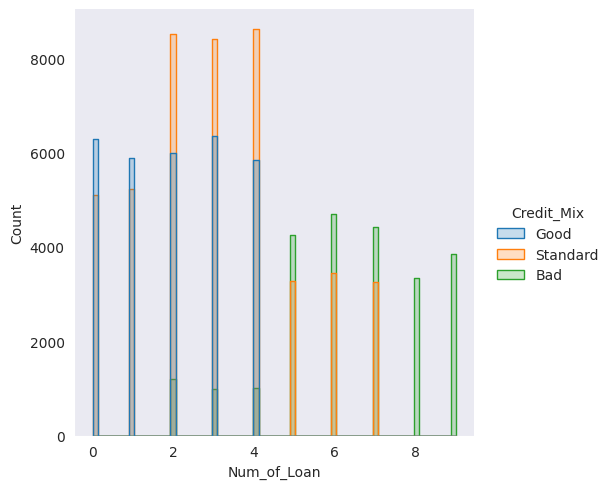 8000
6000
4000
2000
0
Count
0 2 4 6 8
Num_of_Loan
Credit_Mix
Good
Standard
Bad